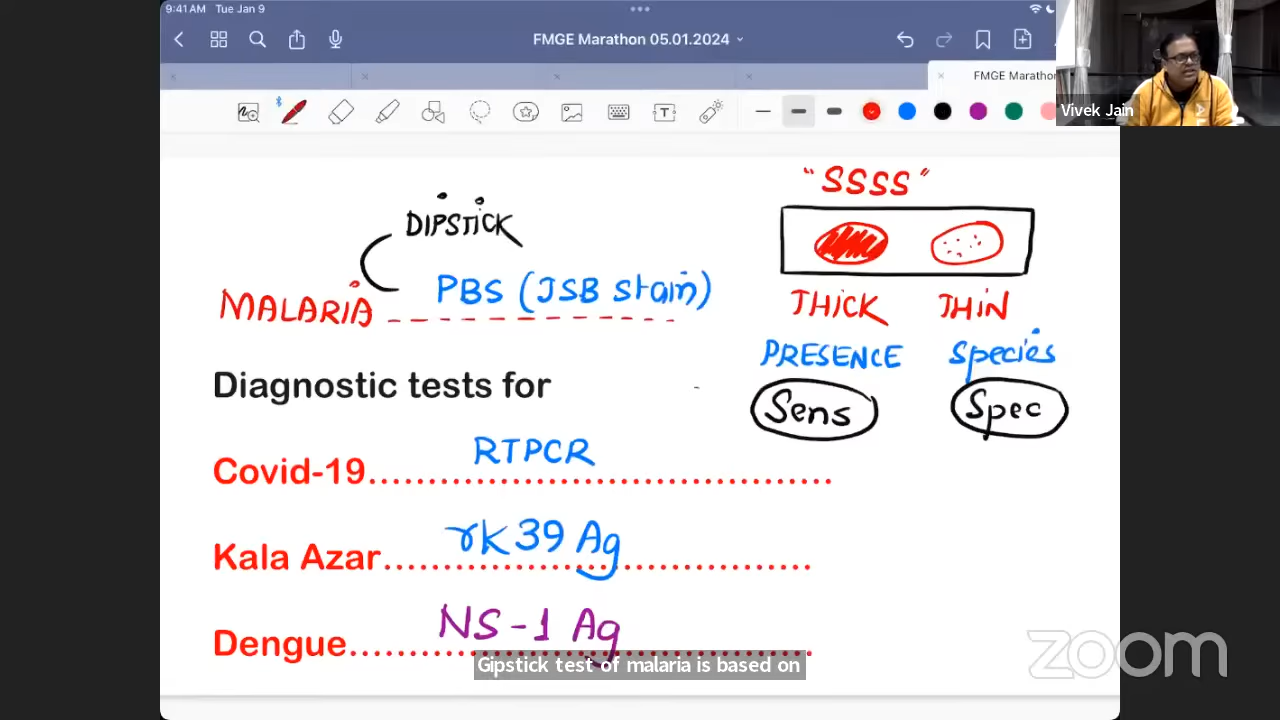 9:41 AM Tue Jan 9
FMGE Marathon 05.01.2024
FMGE Marathon
T
Vivek Jain
"SSSS"
DIPSTICK
PBS (JSB stain)
MALARIA
THICK THIN
PRESENCE Species
Diagnostic tests for
Sens Spec
RTPCR
Covid-19
rk39 Ag
Kala Azar
NS-1 Ag
Dengue
Gipstick test of malaria is based on
zoom